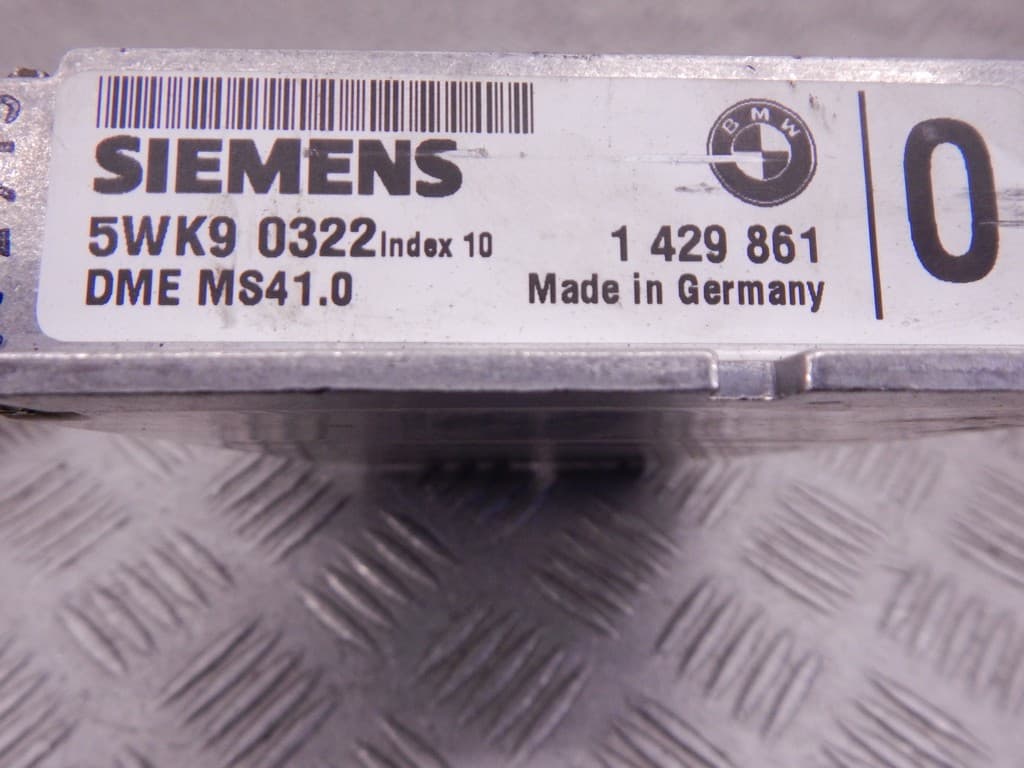 SIEMENS
BMW
0
5WK9 0322 Index 10
1 429 861
DME MS41.0
Made in Germany